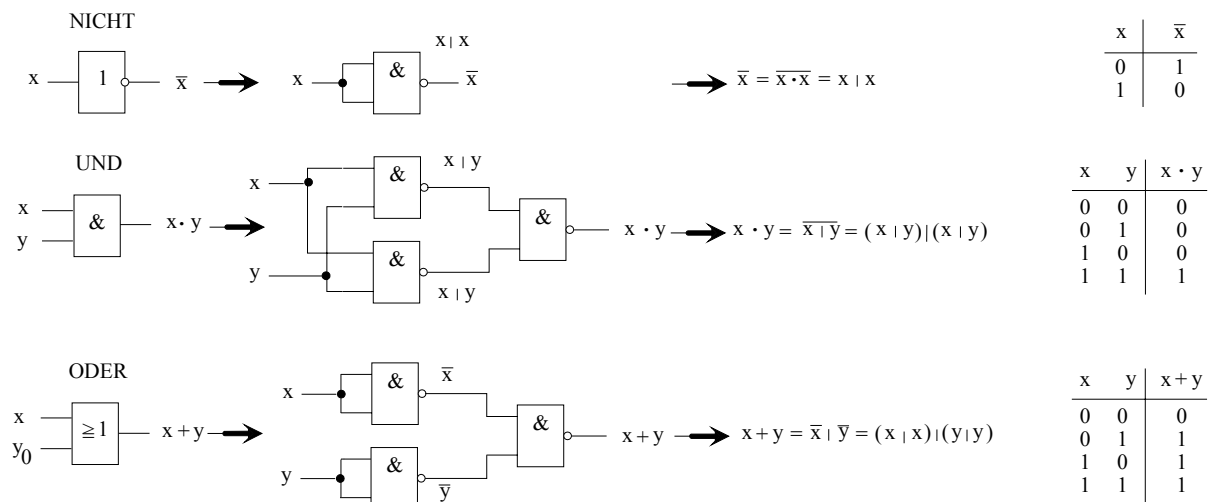 NICHT
x 1 x̅
x & x̅
x | x
x̅ = x̅·̅x̅ = x | x
x x̅
0 1
1 0
UND
x
y
&
x · y
x
y
&
x | y
&
x | y
&
x · y
x · y = x̅ ̅|̅ ̅y̅ = (x | y)|(x | y)
x y x · y
0 0 0
0 1 0
1 0 0
1 1 1
ODER
x
y0
≧1
x+y
x
&
x̅
y
&
y̅
&
x+y
x+y = x̅ | y̅ = (x | x)|(y|y)
x y x+y
0 0 0
0 1 1
1 0 1
1 1 1